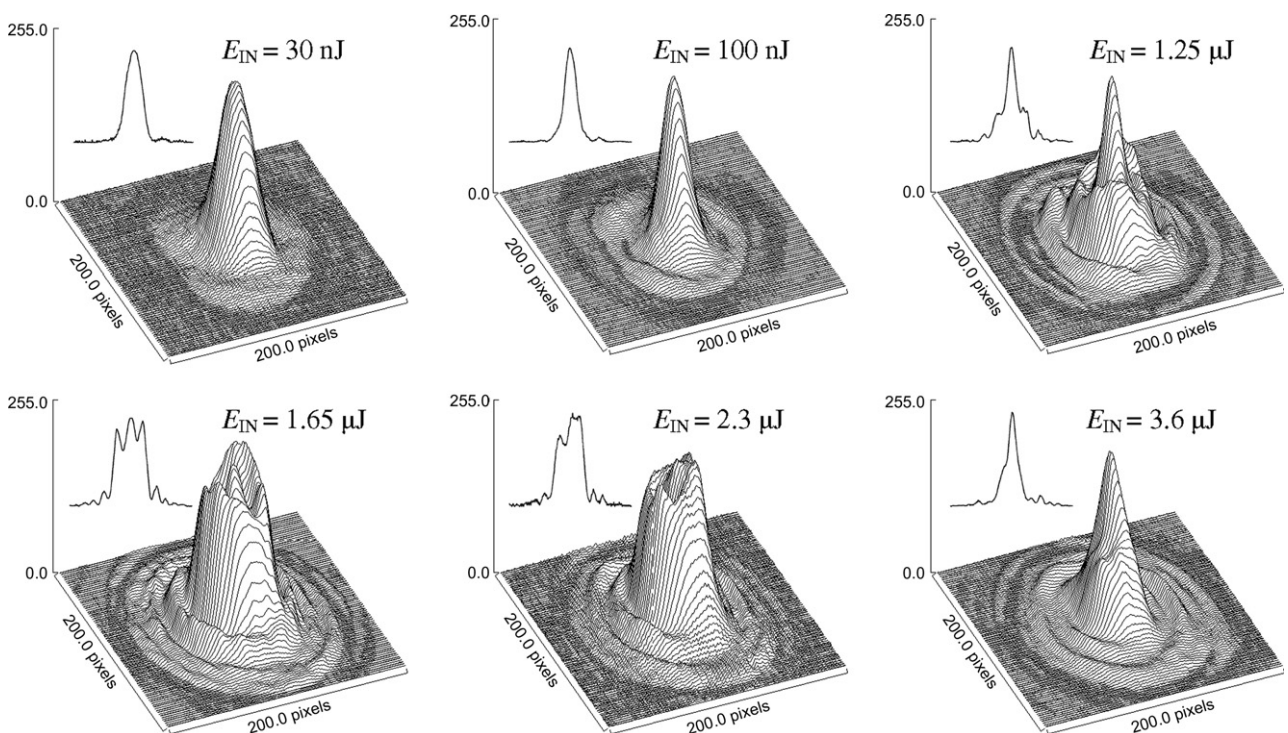 255.0
E_IN = 30 nJ
0.0
200.0 pixels
200.0 pixels
255.0
E_IN = 100 nJ
0.0
200.0 pixels
200.0 pixels
255.0
E_IN = 1.25 μJ
0.0
200.0 pixels
200.0 pixels
255.0
E_IN = 1.65 μJ
0.0
200.0 pixels
200.0 pixels
255.0
E_IN = 2.3 μJ
0.0
200.0 pixels
200.0 pixels
255.0
E_IN = 3.6 μJ
0.0
200.0 pixels
200.0 pixels